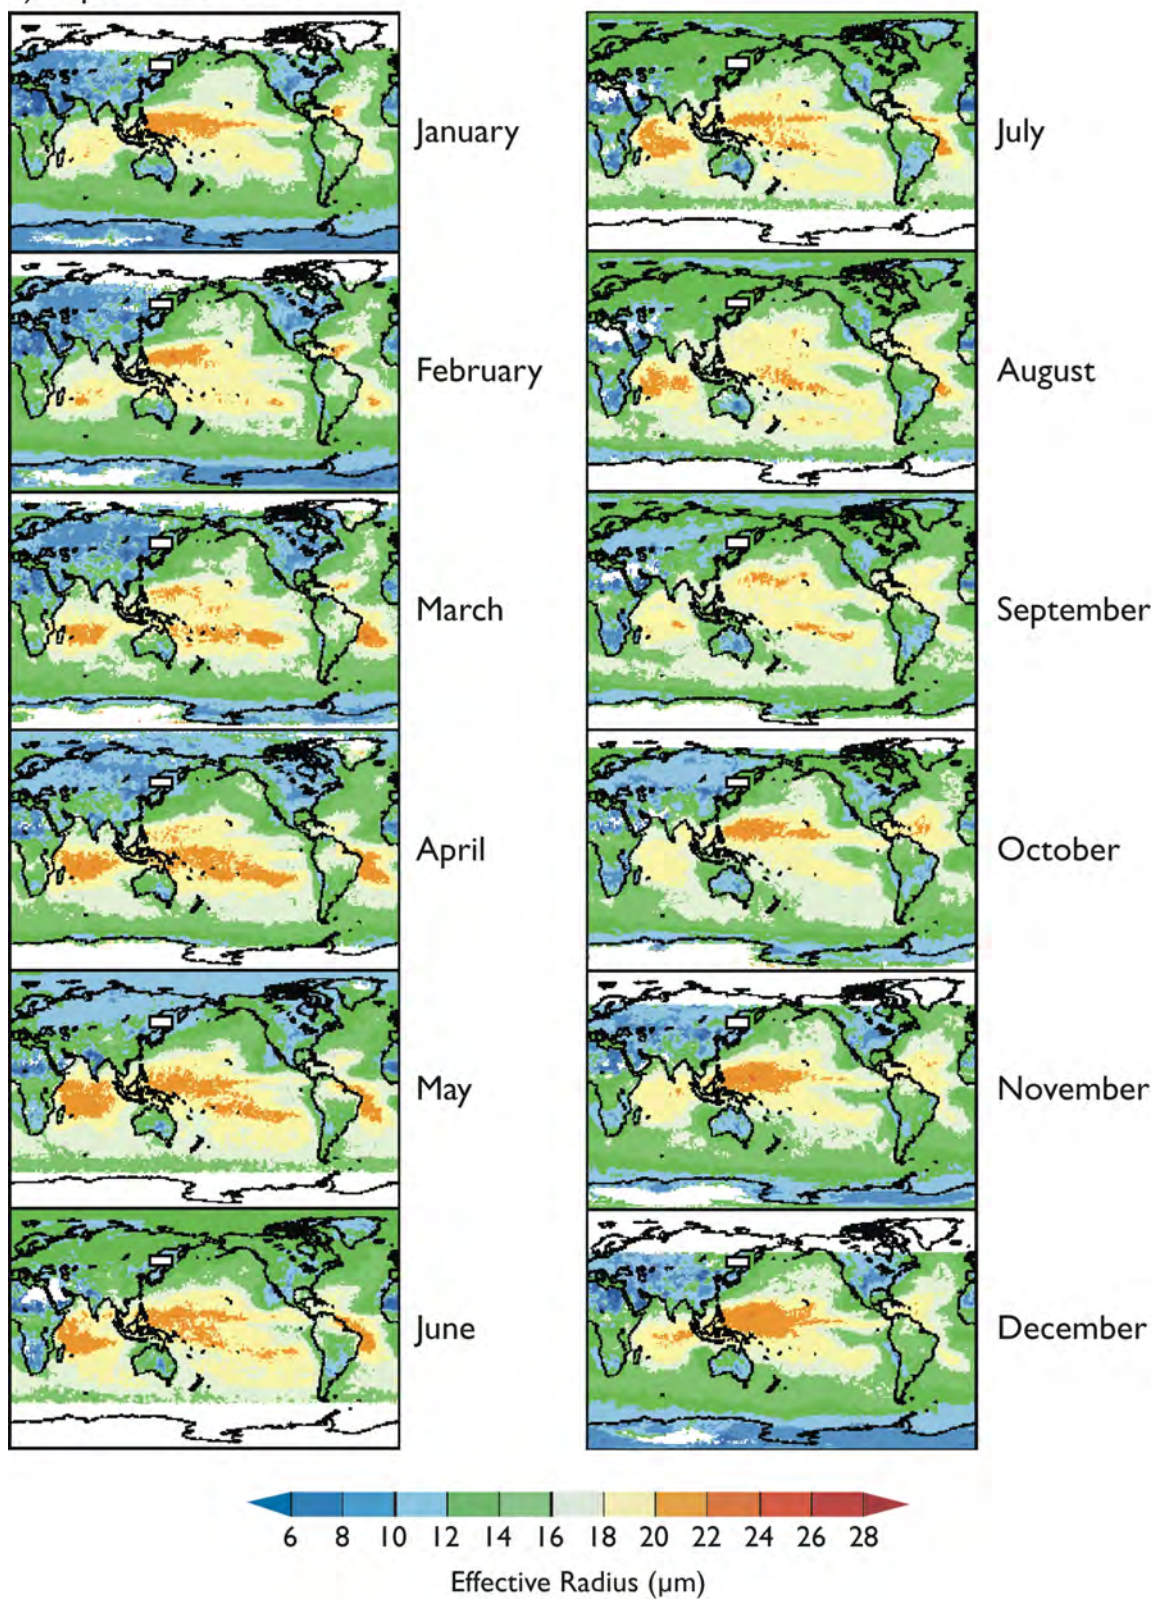 January
July
February
August
March
September
April
October
May
November
June
December
6 8 10 12 14 16 18 20 22 24 26 28
Effective Radius (µm)